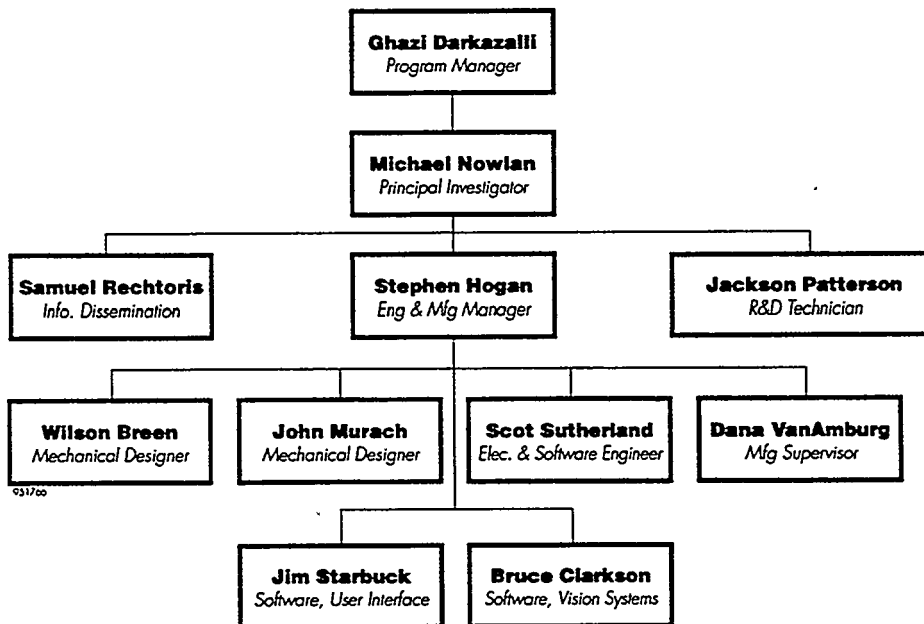 Ghazi Darkazalli
Program Manager
Michael Nowlan
Principal Investigator
Samuel Rechtoris
Info. Dissemination
Stephen Hogan
Eng & Mfg Manager
Jackson Patterson
R&D Technician
Wilson Breen
Mechanical Designer
John Murach
Mechanical Designer
Scot Sutherland
Elec. & Software Engineer
Dana VanAmburg
Mfg Supervisor
Jim Starbuck
Software, User Interface
Bruce Clarkson
Software, Vision Systems